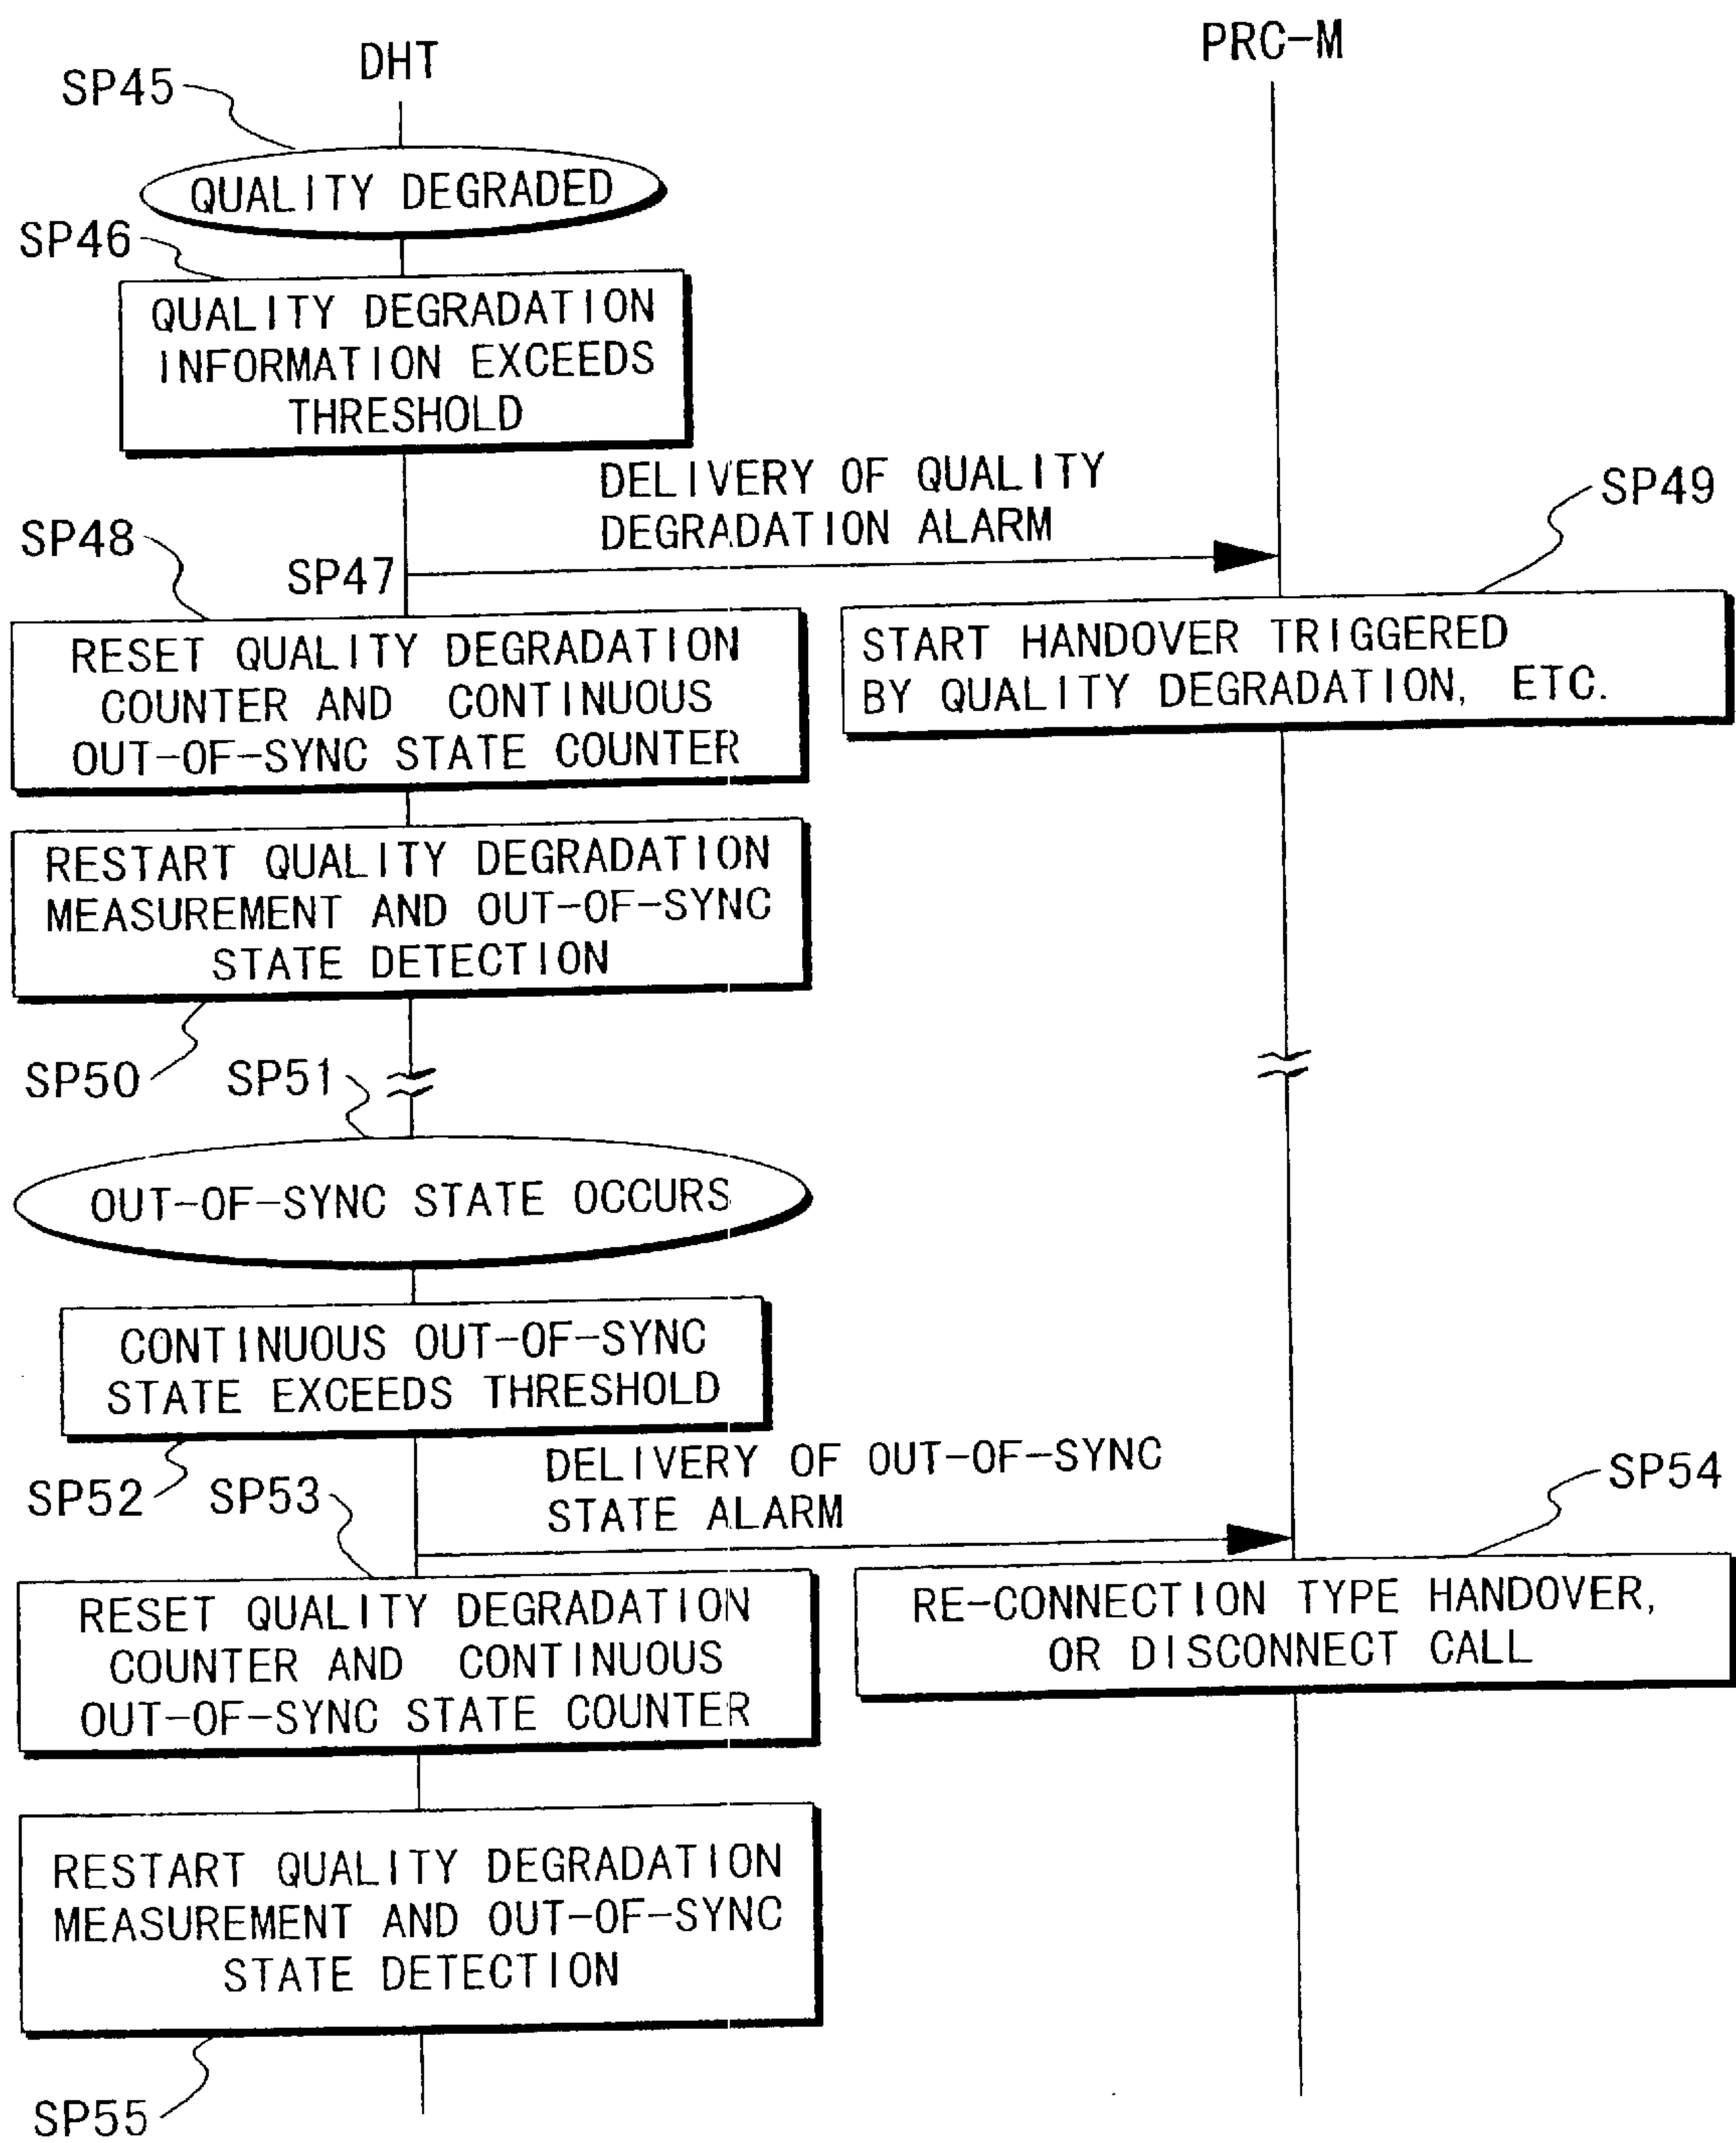 DHT
PRC-M
SP45
QUALITY DEGRADED
SP46
QUALITY DEGRADATION
INFORMATION EXCEEDS
THRESHOLD
DELIVERY OF QUALITY
DEGRADATION ALARM
SP49
SP48
SP47
RESET QUALITY DEGRADATION
COUNTER AND CONTINUOUS
OUT-OF-SYNC STATE COUNTER
START HANDOVER TRIGGERED
BY QUALITY DEGRADATION, ETC.
RESTART QUALITY DEGRADATION
MEASUREMENT AND OUT-OF-SYNC
STATE DETECTION
SP50
SP51
OUT-OF-SYNC STATE OCCURS
CONTINUOUS OUT-OF-SYNC
STATE EXCEEDS THRESHOLD
SP52
SP53
DELIVERY OF OUT-OF-SYNC
STATE ALARM
SP54
RESET QUALITY DEGRADATION
COUNTER AND CONTINUOUS
OUT-OF-SYNC STATE COUNTER
RE-CONNECTION TYPE HANDOVER,
OR DISCONNECT CALL
RESTART QUALITY DEGRADATION
MEASUREMENT AND OUT-OF-SYNC
STATE DETECTION
SP55